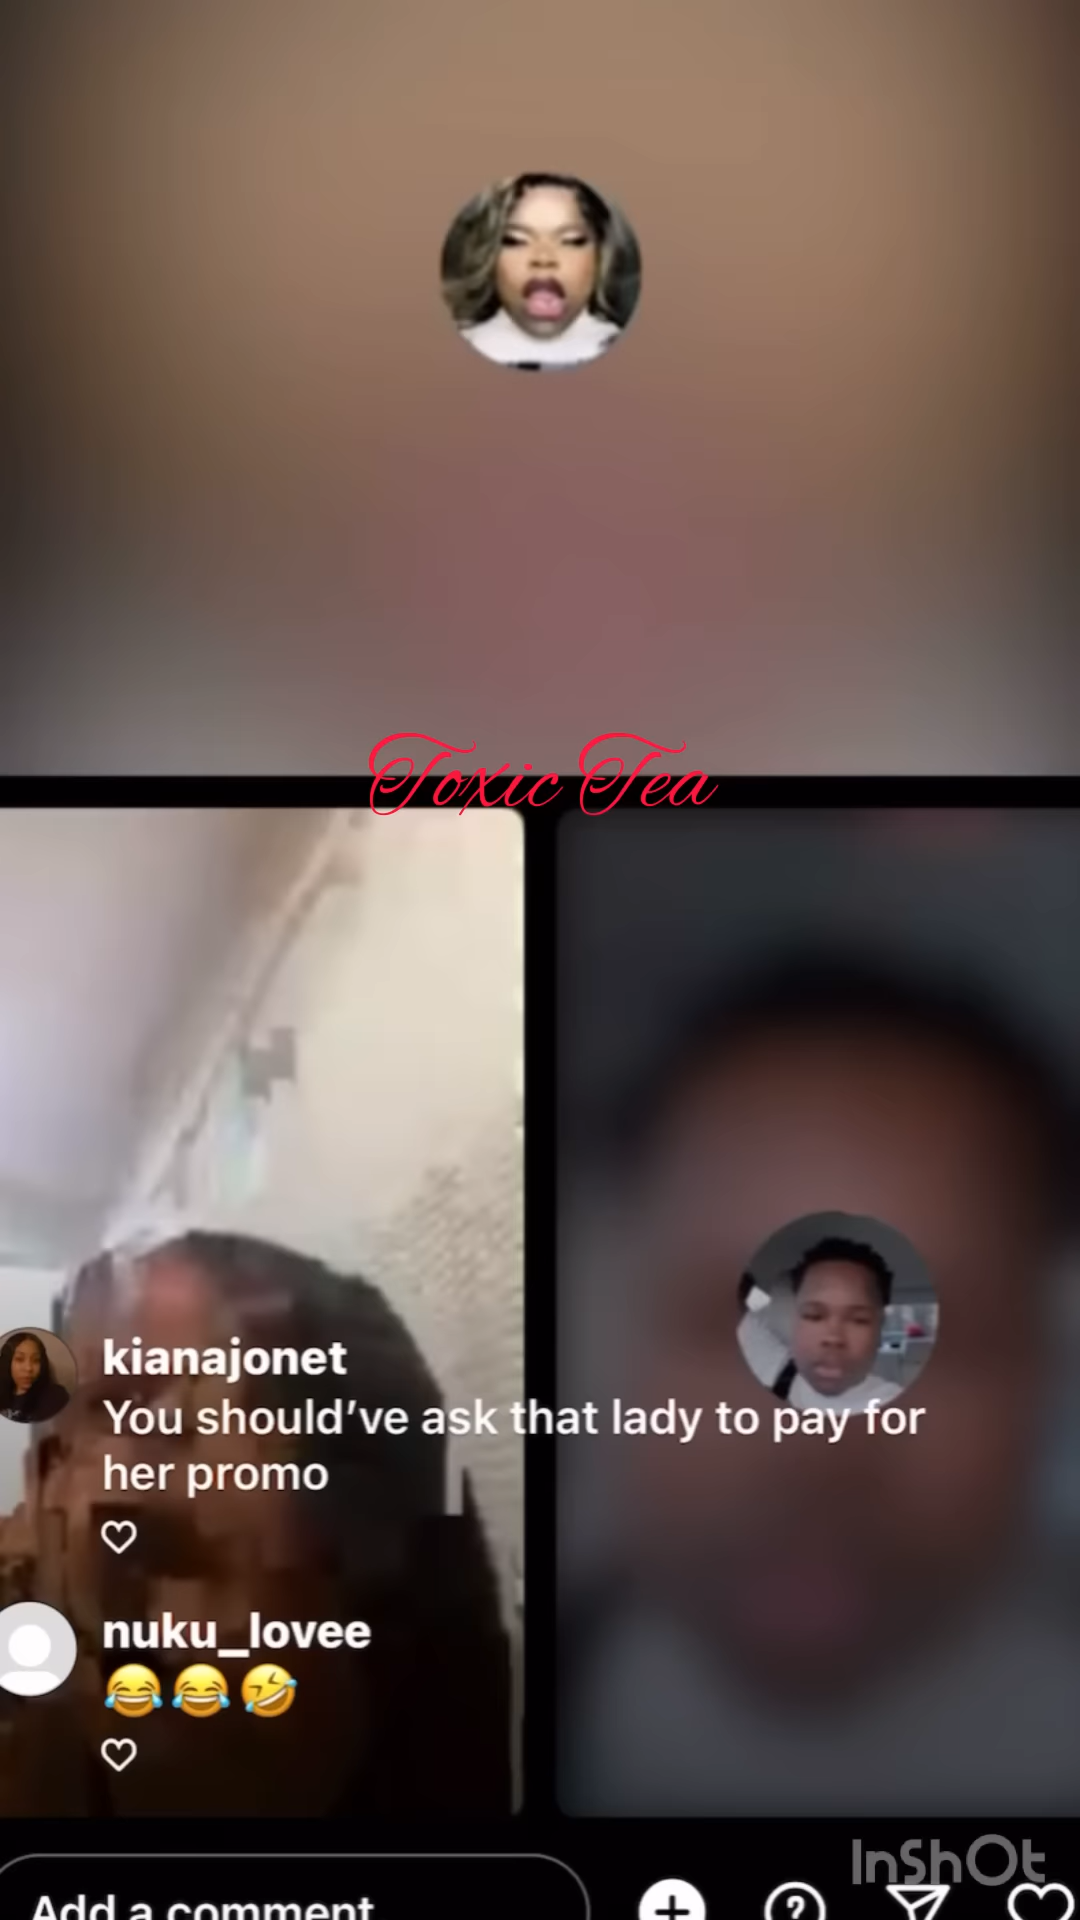 Toxic Tea
kianajonet
You should’ve ask that lady to pay for
her promo
nuku_lovee
😂😂🤣
Add a comment
InShOt